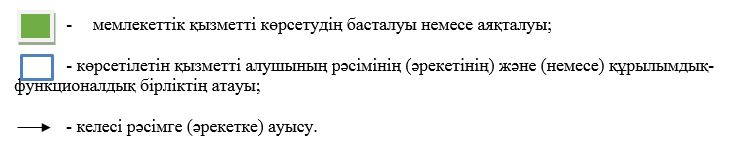 - мемлекеттік қызметті көрсетудің басталуы немесе аяқталуы;
- көрсетілетін қызметті алушының рәсімінің (әрекетінің) және (немесе) құрылымдық-
функционалдық бірліктің атауы;
- келесі рәсімге (әрекетке) ауысу.